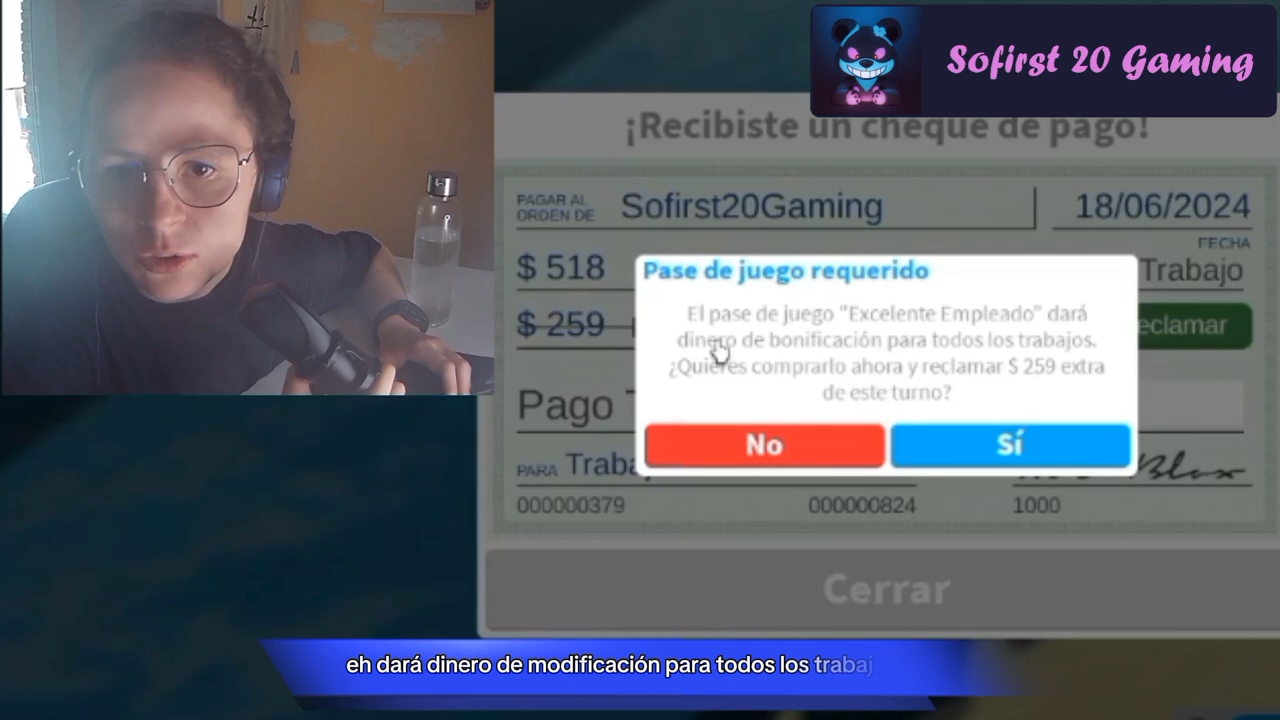 Sofirst 20 Gaming
¡Recibiste un cheque de pago!
PAGAR AL
ORDEN DE
Sofirst20Gaming
18/06/2024
FECHA
$ 518
Trabajo
$ 259
eclamar
Pase de juego requerido
El pase de juego "Excelente Empleado" dará
dinero de bonificación para todos los trabajos.
¿Quieres comprarlo ahora y reclamar $ 259 extra
de este turno?
No
Sí
Pago
PARA Traba
Blox
000000379
000000824
1000
Cerrar
eh dará dinero de modificación para todos los trabaj